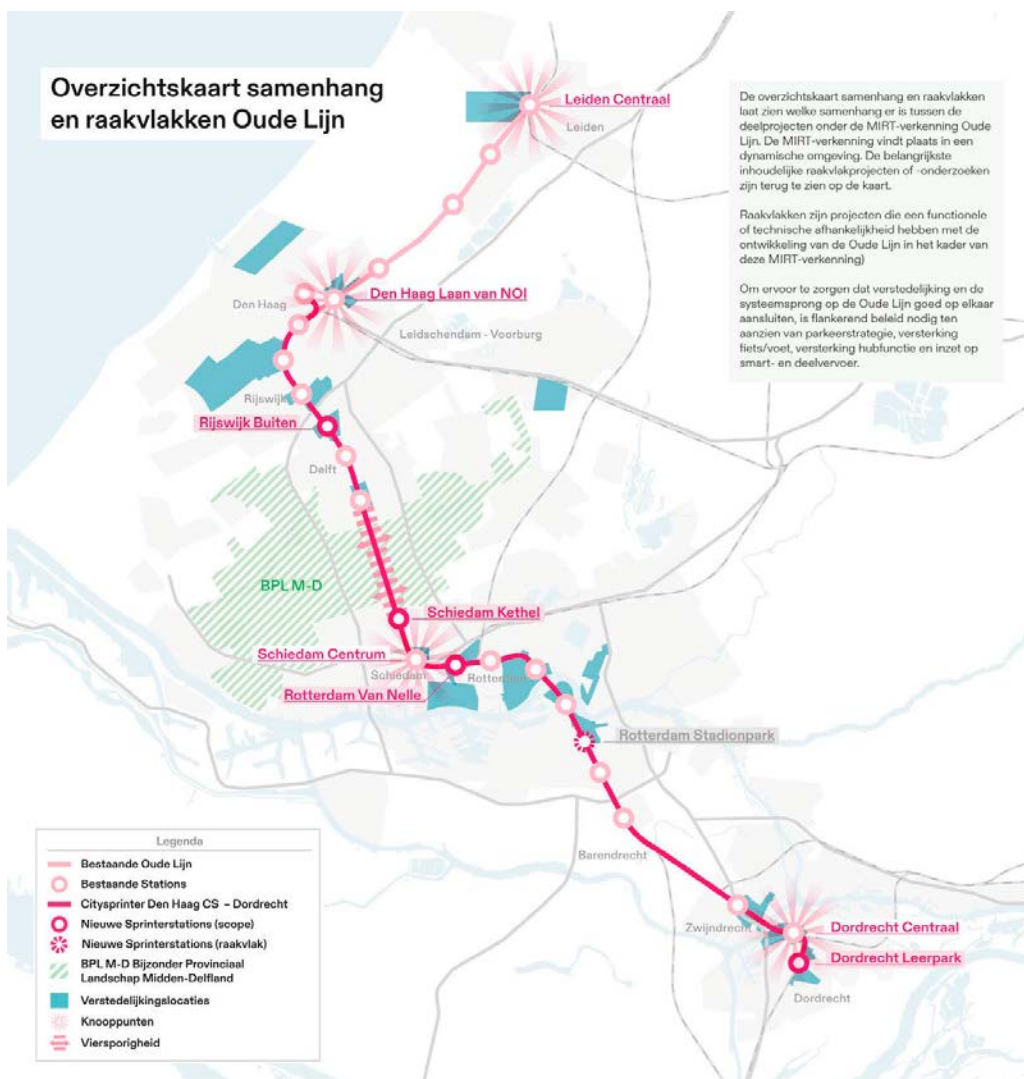 Overzichtskaart samenhang
en raakvlakken Oude Lijn
De overzichtskaart samenhang en raakvlakken
laat zien welke samenhang er is tussen de
deelprojecten onder de MIRT-verkenning Oude
Lijn. De MIRT-verkenning vindt plaats in een
dynamische omgeving. De belangrijkste
inhoudelijke raakvlakprojecten of -onderzoeken
zijn terug te zien op de kaart.
Raakvlakken zijn projecten die een functionele
of technische afhankelijkheid hebben met de
ontwikkeling van de Oude Lijn in het kader van
deze MIRT-verkenning)
Om ervoor te zorgen dat verstedelijking en de
systeemsprong op de Oude Lijn goed op elkaar
aansluiten, is flankerend beleid nodig ten
aanzien van parkeerstrategie, versterking
fiets/voet, versterking hubfunctie en inzet op
smart- en deelvervoer.
Leiden Centraal
Leiden
Den Haag Laan van NOI
Den Haag
Leidschendam - Voorburg
Rijswijk
Rijswijk Buiten
Delft
BPL M-D
Schiedam Kethel
Schiedam Centrum
Schiedam
Rotterdam
Rotterdam Van Nelle
Rotterdam Stadionpark
Barendrecht
Zwijndrecht
Dordrecht Centraal
Dordrecht Leerpark
Dordrecht
Legenda
Bestaande Oude Lijn
Bestaande Stations
Citysprinter Den Haag CS – Dordrecht
Nieuwe Sprinterstations (scope)
Nieuwe Sprinterstations (raakvlak)
BPL M-D Bijzonder Provinciaal
Landschap Midden-Delfland
Verstedelijkingslocaties
Knooppunten
Viersporigheid